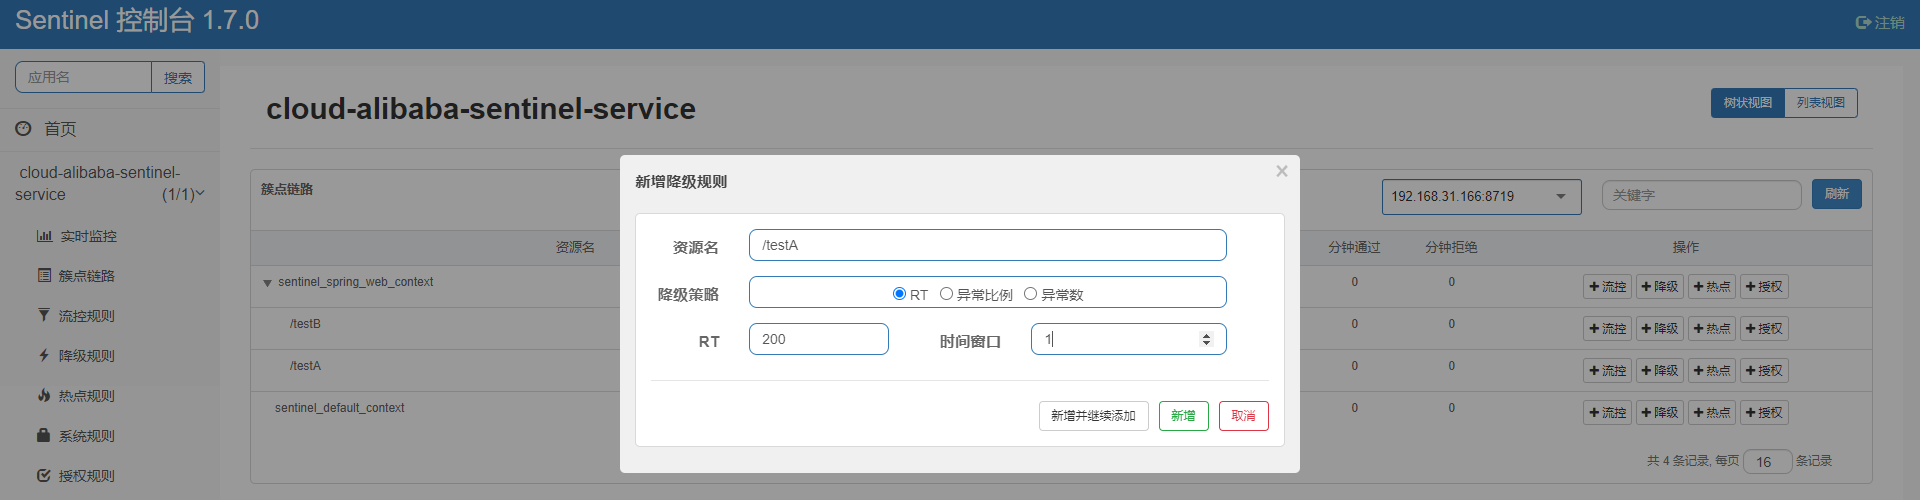 Sentinel 控制台 1.7.0
注销
应用名
搜索
首页
cloud-alibaba-sentinel-
service
(1/1)
实时监控
簇点链路
流控规则
降级规则
热点规则
系统规则
授权规则
cloud-alibaba-sentinel-service
树状视图
列表视图
簇点链路
192.168.31.166:8719
关键字
刷新
资源名
分钟通过
分钟拒绝
操作
sentinel_spring_web_context
0
0
流控
降级
热点
授权
/testB
0
0
流控
降级
热点
授权
/testA
0
0
流控
降级
热点
授权
sentinel_default_context
0
0
流控
降级
热点
授权
共 4 条记录, 每页 16 条记录
新增降级规则
×
资源名
/testA
降级策略
RT 异常比例 异常数
RT
200
时间窗口
1
新增并继续添加
新增
取消